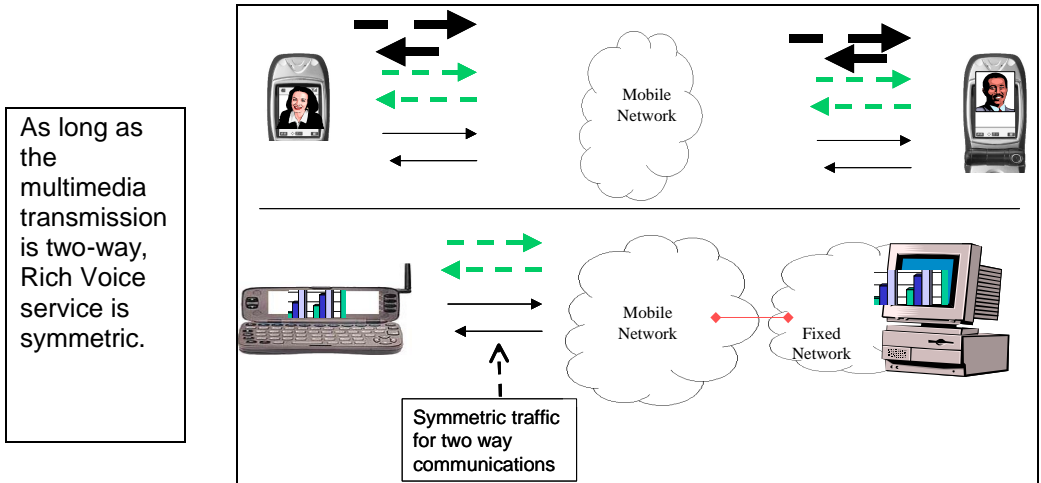 As long as
the
multimedia
transmission
is two-way,
Rich Voice
service is
symmetric.
Mobile
Network
Mobile
Network
Fixed
Network
Symmetric traffic
for two way
communications